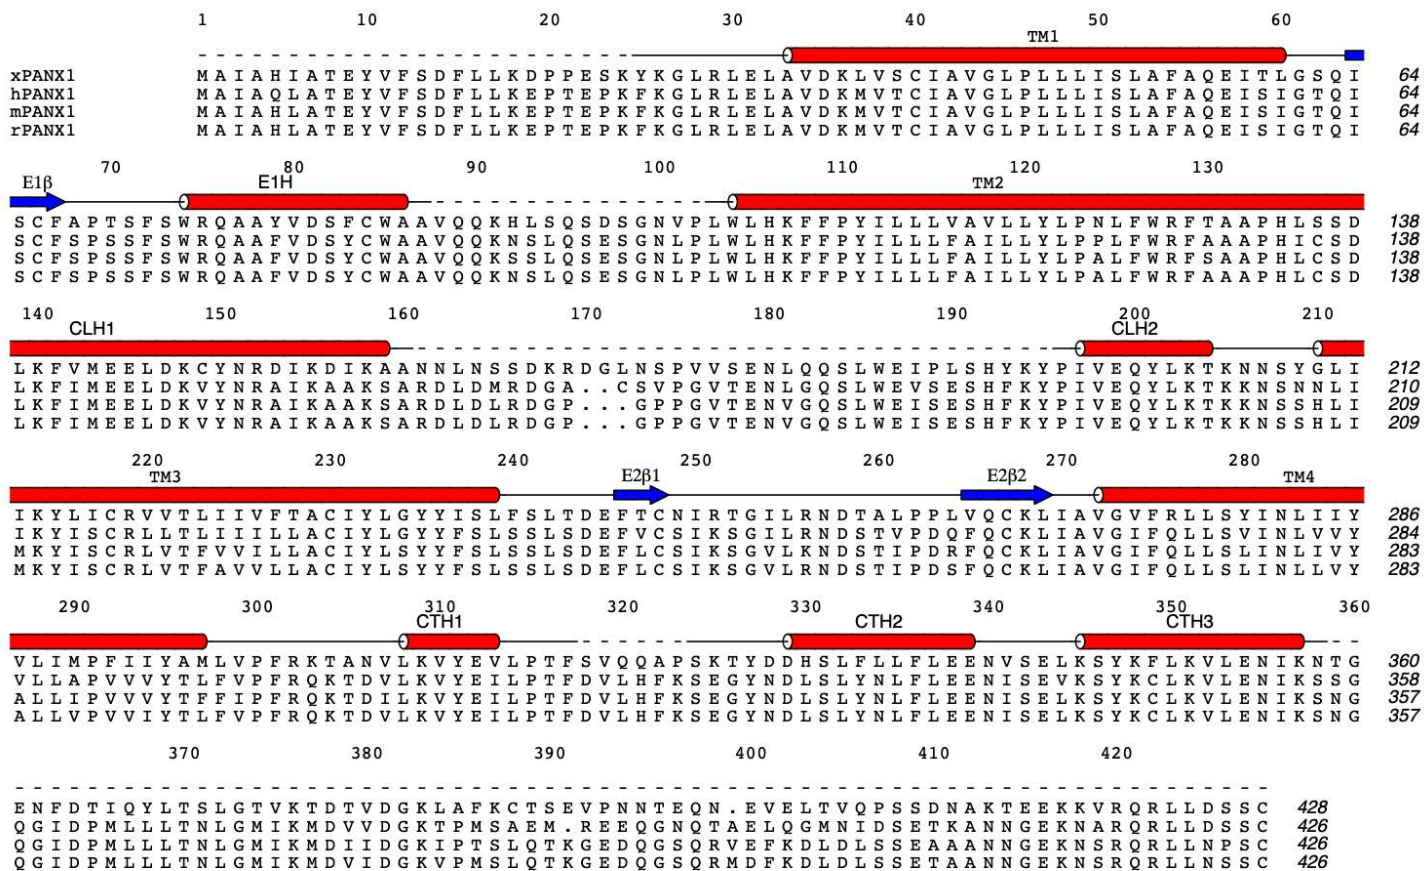 1 10 20 30 40 50 60
TM1
xPANX1 MAIAHIATEYVFSDFLLKDPPESKYKGLRLELAVDKLVSCIAVGLPLLLISLAFAQEITLGSQI 64
hPANX1 MAIAQLATEYVFSDFLLKEPTEPKFKGLRLELAVDKMVTCIAVGLPLLLISLAFAQEISIGTQI 64
mPANX1 MAIAHLATEYVFSDFLLKEPTEPKFKGLRLELAVDKMVTCIAVGLPLLLISLAFAQEISIGTQI 64
rPANX1 MAIAHLATEYVFSDFLLKEPTEPKFKGLRLELAVDKMVTCIAVGLPLLLISLAFAQEISIGTQI 64
70 80 90 100 110 120 130
E1β E1H TM2
SCFAPTSFSWRQAAYVDSFCWAAVQQKHLSQSDSGNVPLWLHKFFPYILLLVAVLLYLPNLFWRFTAAPHLSSD 138
SCFSPSSFSWRQAAFVDSYCWAAVQQKNSLQSESGNLPLWLHKFFPYILLLFAILLYLPPLFWRFAAAPHICSD 138
SCFSPSSFSWRQAAFVDSYCWAAVQQKSSLQSESGNLPLWLHKFFPYILLLFAILLYLPALFWRFSAAPHLCSD 138
SCFSPSSFSWRQAAFVDSYCWAAVQQKNSLQSESGNLPLWLHKFFPYILLLFAILLYLPALFWRFAAAPHLCSD 138
140 150 160 170 180 190 200 210
CLH1 CLH2
LKFVMEELDKCYNRDIKDIKAANNLNSSDKRDGLNSPVVSENLQQSLWEIPLSHYKYPIVEQYLKTKNNSYGLI 212
LKFIMEELDKVYNRAIKAAKSARDLDMRDGA..CSVPGVTENLGQSLWEVSESHFKYPIVEQYLKTKKNSNNLI 210
LKFIMEELDKVYNRAIKAAKSARDLDLRDGP...GPPGVTENVGQSLWEISESHFKYPIVEQYLKTKKNSSHLI 209
LKFIMEELDKVYNRAIKAAKSARDLDLRDGP...GPPGVTENVGQSLWEISESHFKYPIVEQYLKTKKNSSHLI 209
220 230 240 250 260 270 280
TM3 E2β1 E2β2 TM4
IKYLICRVVTLIIVFTACIYLGYYISLFSLTDEFTCNIRTGILRNDTALPPLVQCKLIAVGVFRLLSYINLIIY 286
IKYISCRLLTLIIILLACIYLGYYFSLSSLSDEFVCSIKSGILRNDSTVPDQFQCKLIAVGIFQLLSVINLVVY 284
MKYISCRLVTFVVILLACIYLSYYFSLSSLSDEFLCSIKSGVLKNDSTIPDRFQCKLIAVGIFQLLSLINLIVY 283
MKYISCRLVTFAVVLLACIYLSYYFSLSSLSDEFLCSIKSGVLRNDSTIPDSFQCKLIAVGIFQLLSLINLLVY 283
290 300 310 320 330 340 350 360
CTH1 CTH2 CTH3
VLIMPFIIYAMLVPFRKTANVLKVYEVLPTFSVQQAPSKTYDDHSLFLLFLEENVSELKSYKFLKVLENIKNTG 360
VLLAPVVVYTLFVPFRQKTDVLKVYEILPTFDVLHFKSEGYNDLSLYNLFLEENISEVKSYKCLKVLENIKSSG 358
ALLIPVVVYTFFIPFRQKTDILKVYEILPTFDVLHFKSEGYNDLSLYNLFLEENISELKSYKCLKVLENIKSNG 357
ALLVPVVIYTLFVPFRQKTDVLKVYEILPTFDVLHFKSEGYNDLSLYNLFLEENISELKSYKCLKVLENIKSNG 357
370 380 390 400 410 420
ENFDTIQYLTSLGTVKTDTVDGKLAFKCTSEVPNNTEQN.EVELTVQPSSDNAKTEEKKVRQRLLDSSC 428
QGIDPMLLLTNLGMIKMDVVDGKTPMSAEM.REEQGNQTAELQGMNIDSETKANNGEKNARQRLLDSSC 426
QGIDPMLLLTNLGMIKMDIIDGKIPTSLQTKGEDQGSQRVEFKDLDLSSEAAANNGEKNSRQRLLDSSC 426
QGIDPMLLLTNLGMIKMDVIDGKVPMSLQTKGEDQGSQRMDFKDLDLSSETAANNGEKNSRQRLLNPSC 426